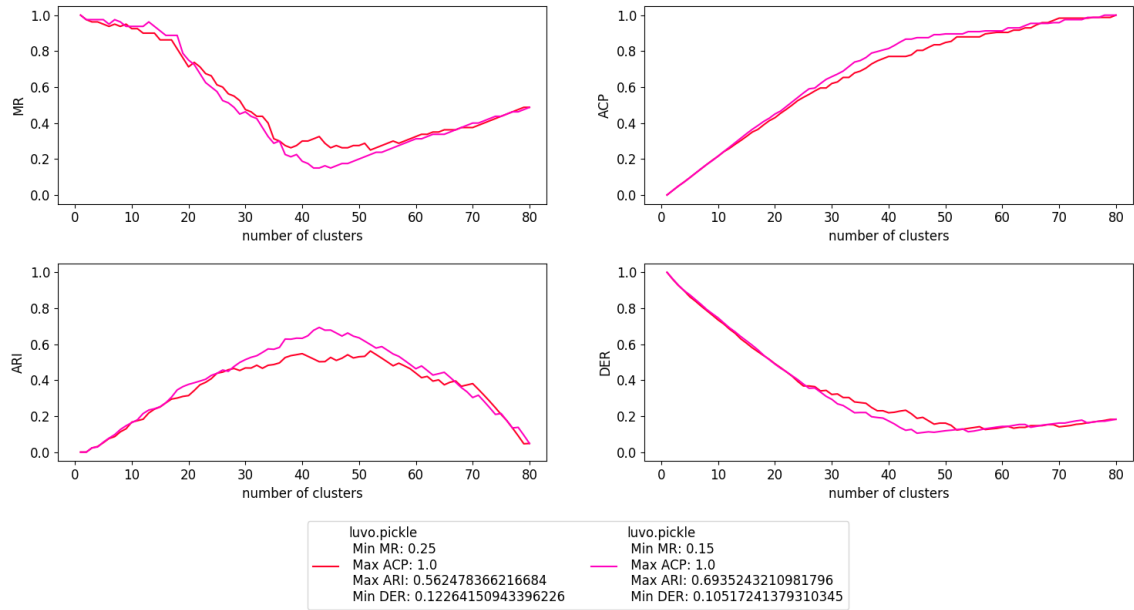 1.0
0.8
0.6
0.4
0.2
0.0
MR
0 10 20 30 40 50 60 70 80
number of clusters
1.0
0.8
0.6
0.4
0.2
0.0
ACP
0 10 20 30 40 50 60 70 80
number of clusters
1.0
0.8
0.6
0.4
0.2
0.0
ARI
0 10 20 30 40 50 60 70 80
number of clusters
1.0
0.8
0.6
0.4
0.2
0.0
DER
0 10 20 30 40 50 60 70 80
number of clusters
luvo.pickle
Min MR: 0.25
Max ACP: 1.0
Max ARI: 0.562478366216684
Min DER: 0.12264150943396226
luvo.pickle
Min MR: 0.15
Max ACP: 1.0
Max ARI: 0.6935243210981796
Min DER: 0.10517241379310345